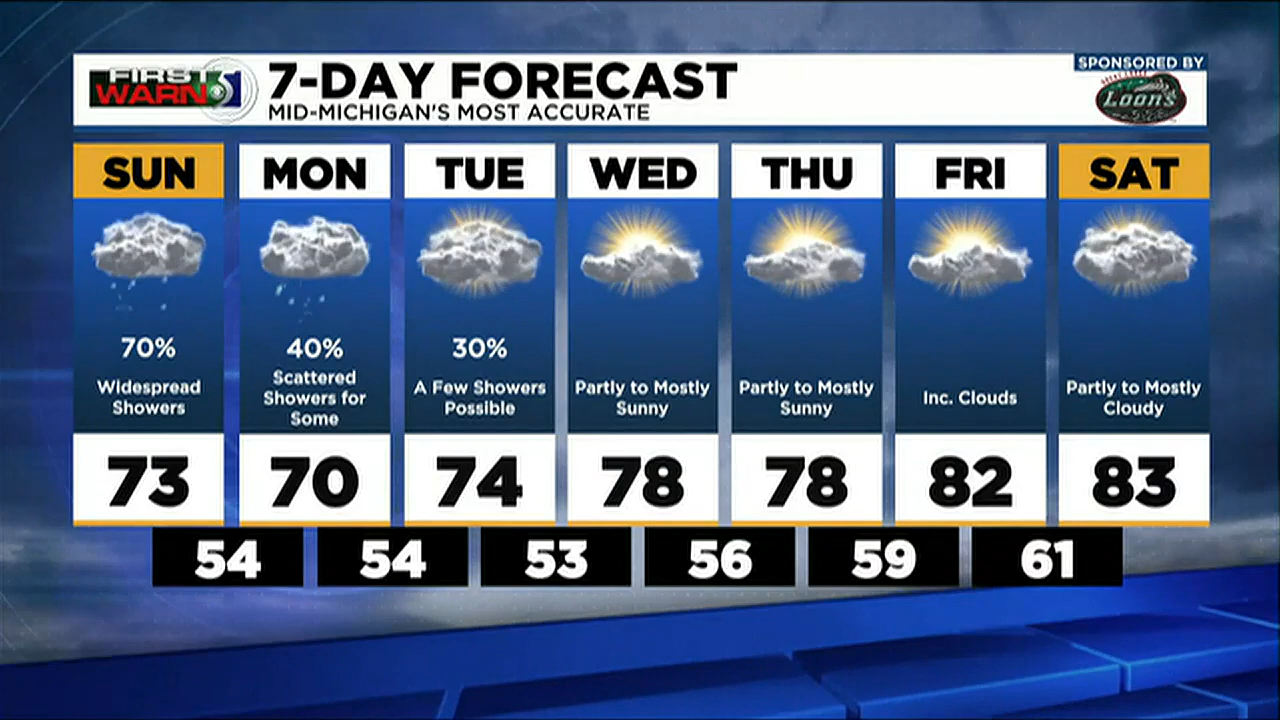 FIRST
WARN 5
7-DAY FORECAST
MID-MICHIGAN'S MOST ACCURATE
SPONSORED BY
Loons
SUN
MON
TUE
WED
THU
FRI
SAT
70%
40%
30%
Widespread
Showers
Scattered
Showers for
Some
A Few Showers
Possible
Partly to Mostly
Sunny
Partly to Mostly
Sunny
Inc. Clouds
Partly to Mostly
Cloudy
73
70
74
78
78
82
83
54
54
53
56
59
61